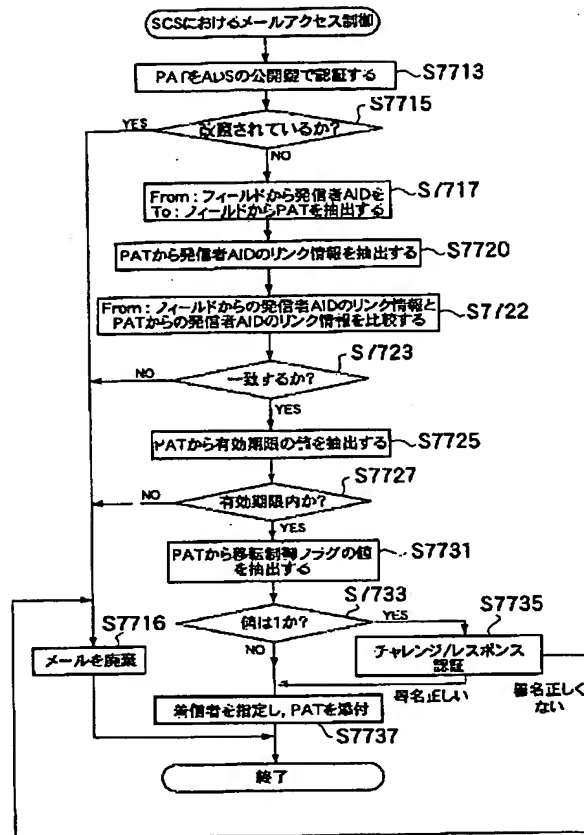 SCSにおけるメールアクセス制御
PATをADSの公開鍵で認証する
S7713
S7715
YES
改竄されているか?
NO
From:フィールドから発信者AIDを
To:フィールドからPATを抽出する
S7717
PATから発信者AIDのリンク情報を抽出する
S7720
From:フィールドからの発信者AIDのリンク情報と
PATからの発信者AIDのリンク情報を比較する
S7722
S7723
NO
一致するか?
YES
PATから有効期限の値を抽出する
S7725
S7727
NO
有効期限内か?
YES
PATから移転制御フラグの値
を抽出する
S7731
S7733
値は1か?
YES
S7735
S7716
メールを廃棄
NO
チャレンジ/レスポンス
認証
署名正しい
署名正しく
ない
着信者を指定し, PATを添付
S7737
終了